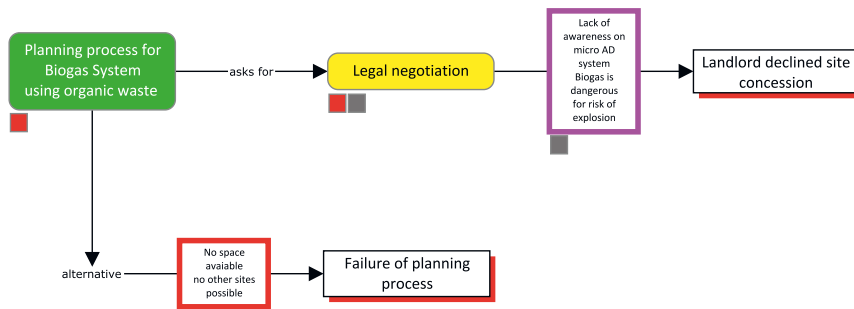 Planning process for
Biogas System
using organic waste
asks for
Legal negotiation
Lack of
awareness on
micro AD
system
Biogas is
dangerous
for risk of
explosion
Landlord declined site
concession
alternative
No space
avaiable
no other sites
possible
Failure of planning
process